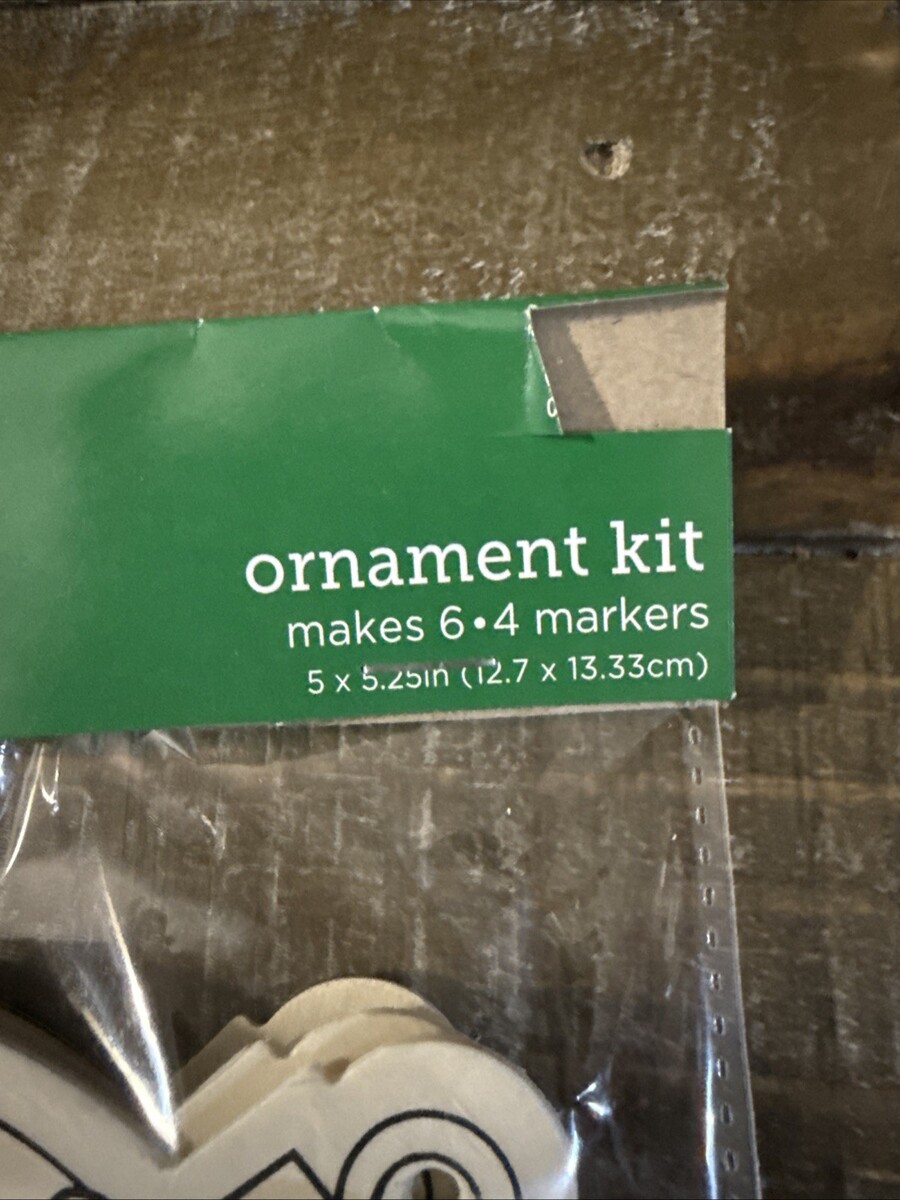 ornament kit
makes 6•4 markers
5 x 5.25in (12.7 x 13.33cm)